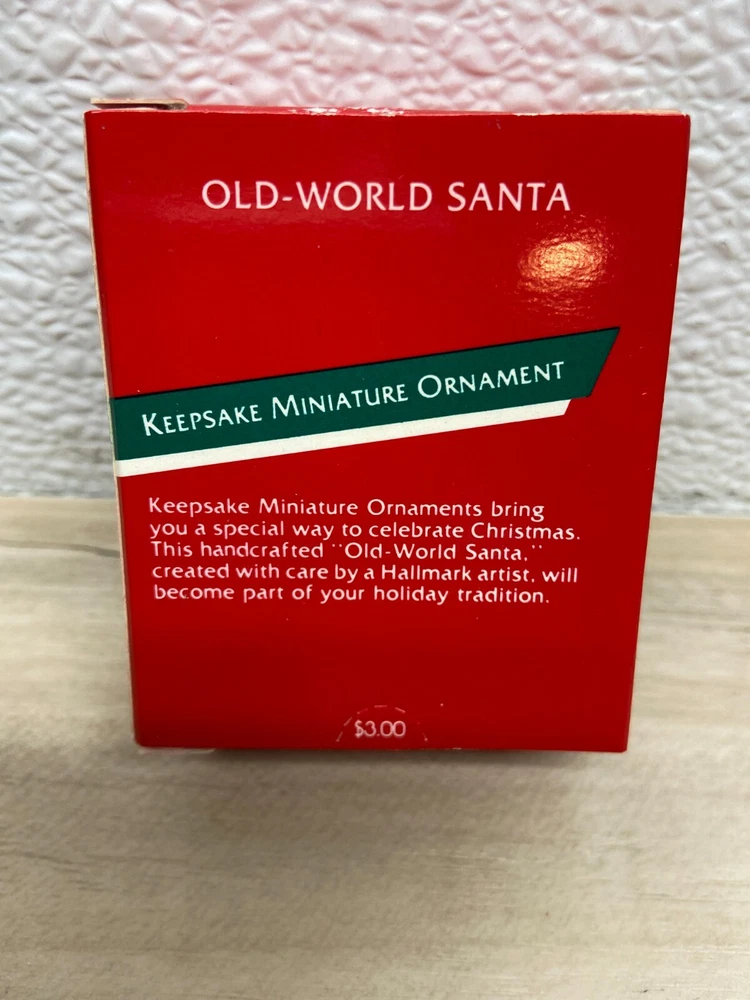 OLD-WORLD SANTA
KEEPSAKE MINIATURE ORNAMENT
Keepsake Miniature Ornaments bring
you a special way to celebrate Christmas.
This handcrafted "Old-World Santa,"
created with care by a Hallmark artist, will
become part of your holiday tradition.
$3.00